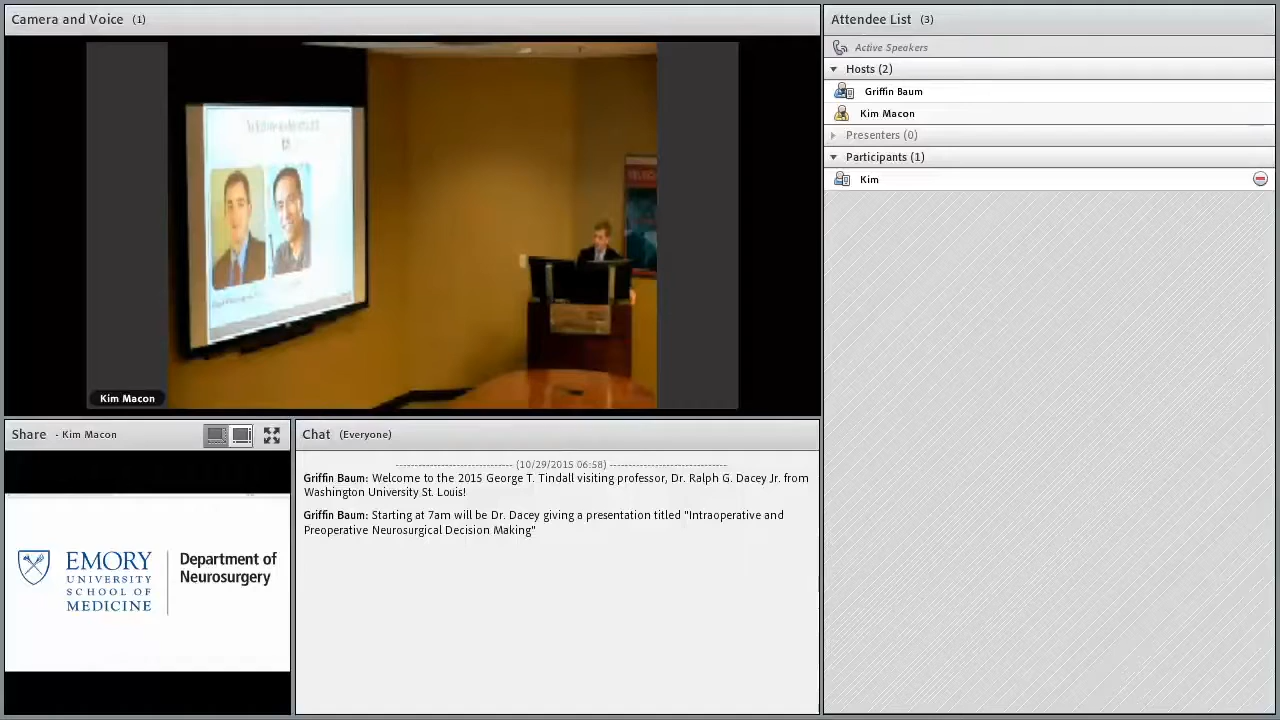 Camera and Voice (1)
Kim Macon
Attendee List (3)
Active Speakers
Hosts (2)
Griffin Baum
Kim Macon
Presenters (0)
Participants (1)
Kim
Share - Kim Macon
EMORY
UNIVERSITY
SCHOOL OF
MEDICINE
Department of
Neurosurgery
Chat (Everyone)
(10/29/2015 06:58)
Griffin Baum: Welcome to the 2015 George T. Tindall visiting professor, Dr. Ralph G. Dacey Jr. from
Washington University St. Louis!
Griffin Baum: Starting at 7am will be Dr. Dacey giving a presentation titled "Intraoperative and
Preoperative Neurosurgical Decision Making"